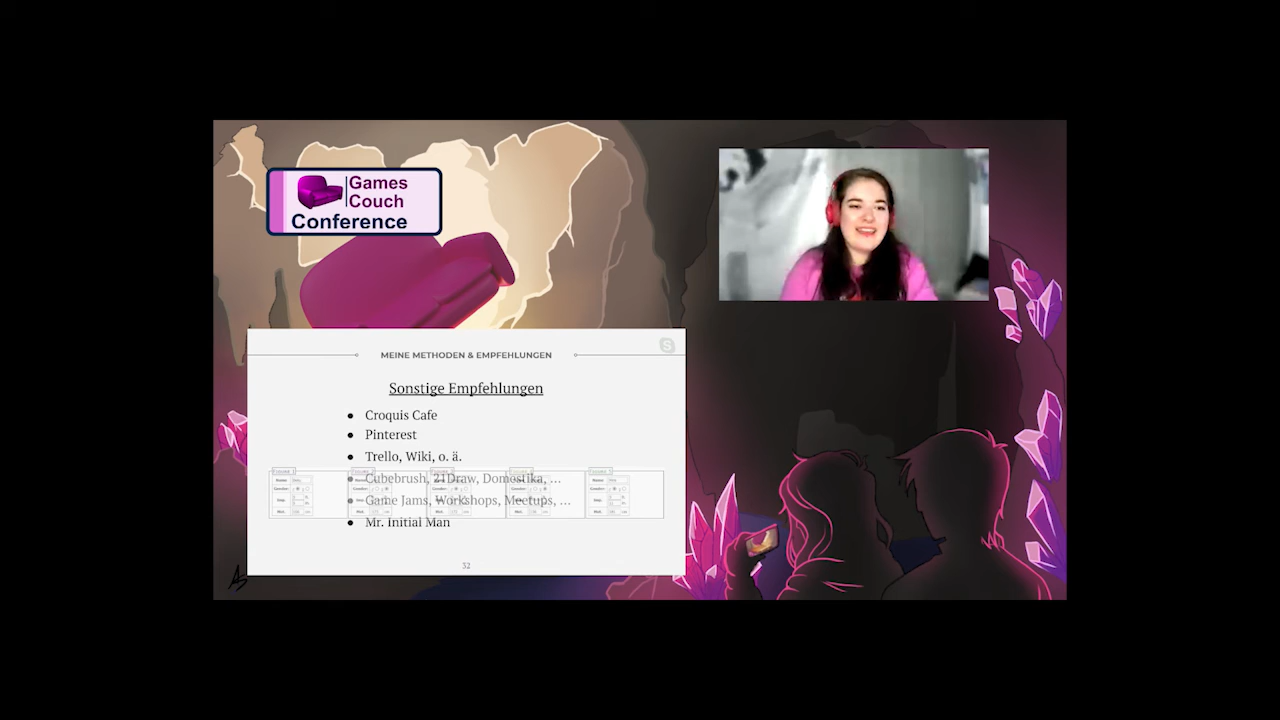 Games
Couch
Conference
MEINE METHODEN & EMPFEHLUNGEN
Sonstige Empfehlungen
● Croquis Cafe
● Pinterest
● Trello, Wiki, o. ä.
● Cubebrush, 21Draw, Domestika, ...
● Game Jams, Workshops, Meetups, ...
● Mr. Initial Man
32